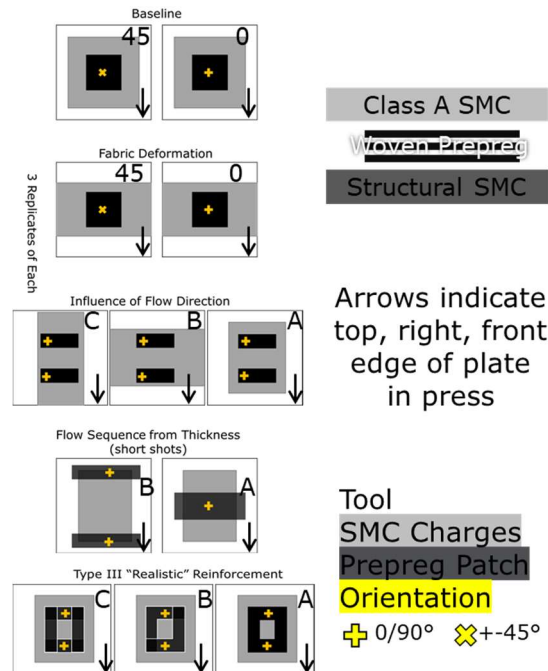 Baseline
45
0
Fabric Deformation
45
0
3 Replicates of Each
Influence of Flow Direction
C
B
A
Flow Sequence from Thickness
(short shots)
B
A
Type III “Realistic” Reinforcement
C
B
A
Class A SMC
Woven Prepreg
Structural SMC
Arrows indicate
top, right, front
edge of plate
in press
Tool
SMC Charges
Prepreg Patch
Orientation
0/90°
+-45°